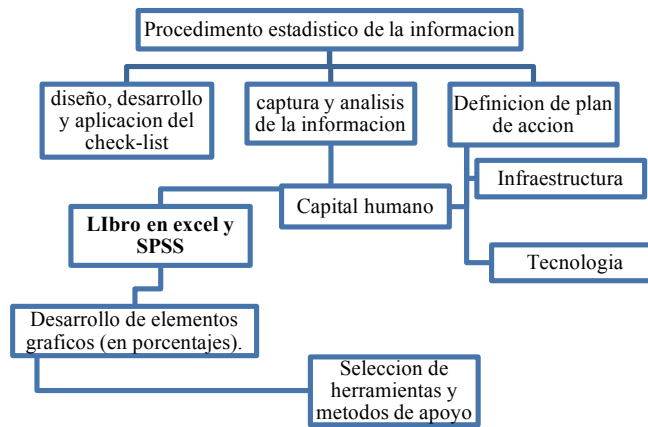 Procedimento estadistico de la informacion
diseño, desarrollo
y aplicacion del
check-list
captura y analisis
de la informacion
Definicion de plan
de accion
Infraestructura
Capital humano
LIbro en excel y
SPSS
Tecnologia
Desarrollo de elementos
graficos (en porcentajes).
Seleccion de
herramientas y
metodos de apoyo